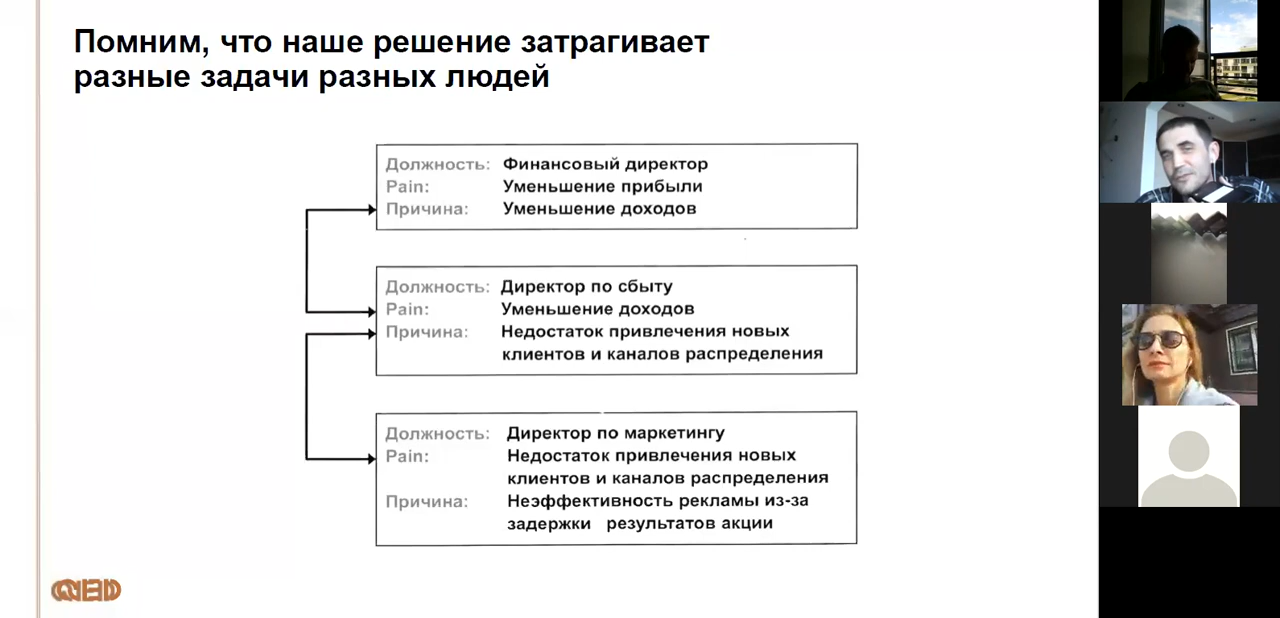 Помним, что наше решение затрагивает
разные задачи разных людей
Должность: Финансовый директор
Pain: Уменьшение прибыли
Причина: Уменьшение доходов
Должность: Директор по сбыту
Pain: Уменьшение доходов
Причина: Недостаток привлечения новых
клиентов и каналов распределения
Должность: Директор по маркетингу
Pain: Недостаток привлечения новых
клиентов и каналов распределения
Причина: Неэффективность рекламы из-за
задержки результатов акции